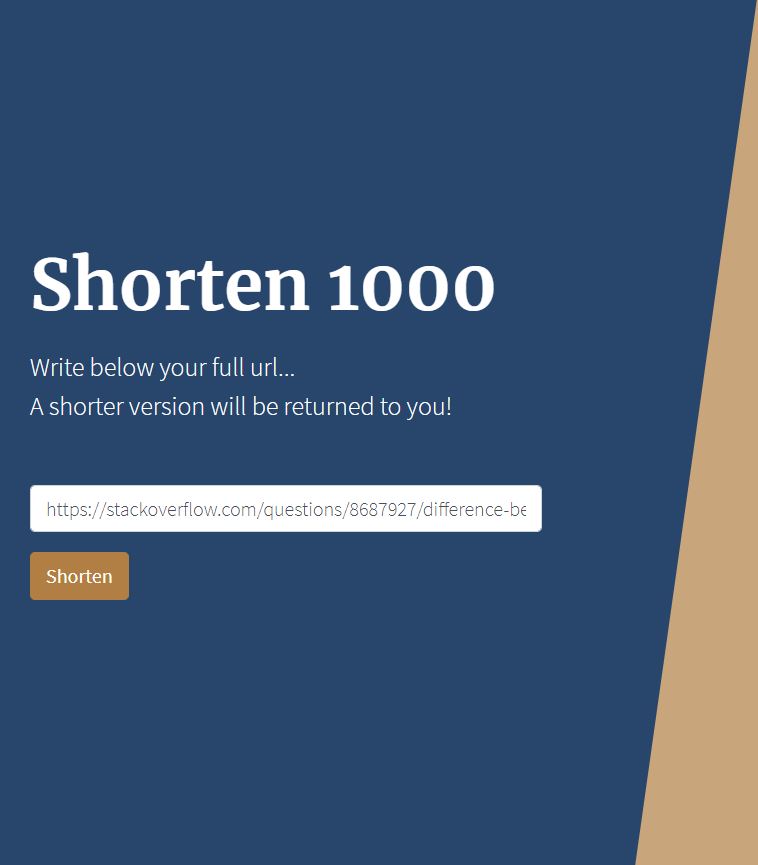 Shorten 1000
Write below your full url...
A shorter version will be returned to you!
https://stackoverflow.com/questions/8687927/difference-be
Shorten